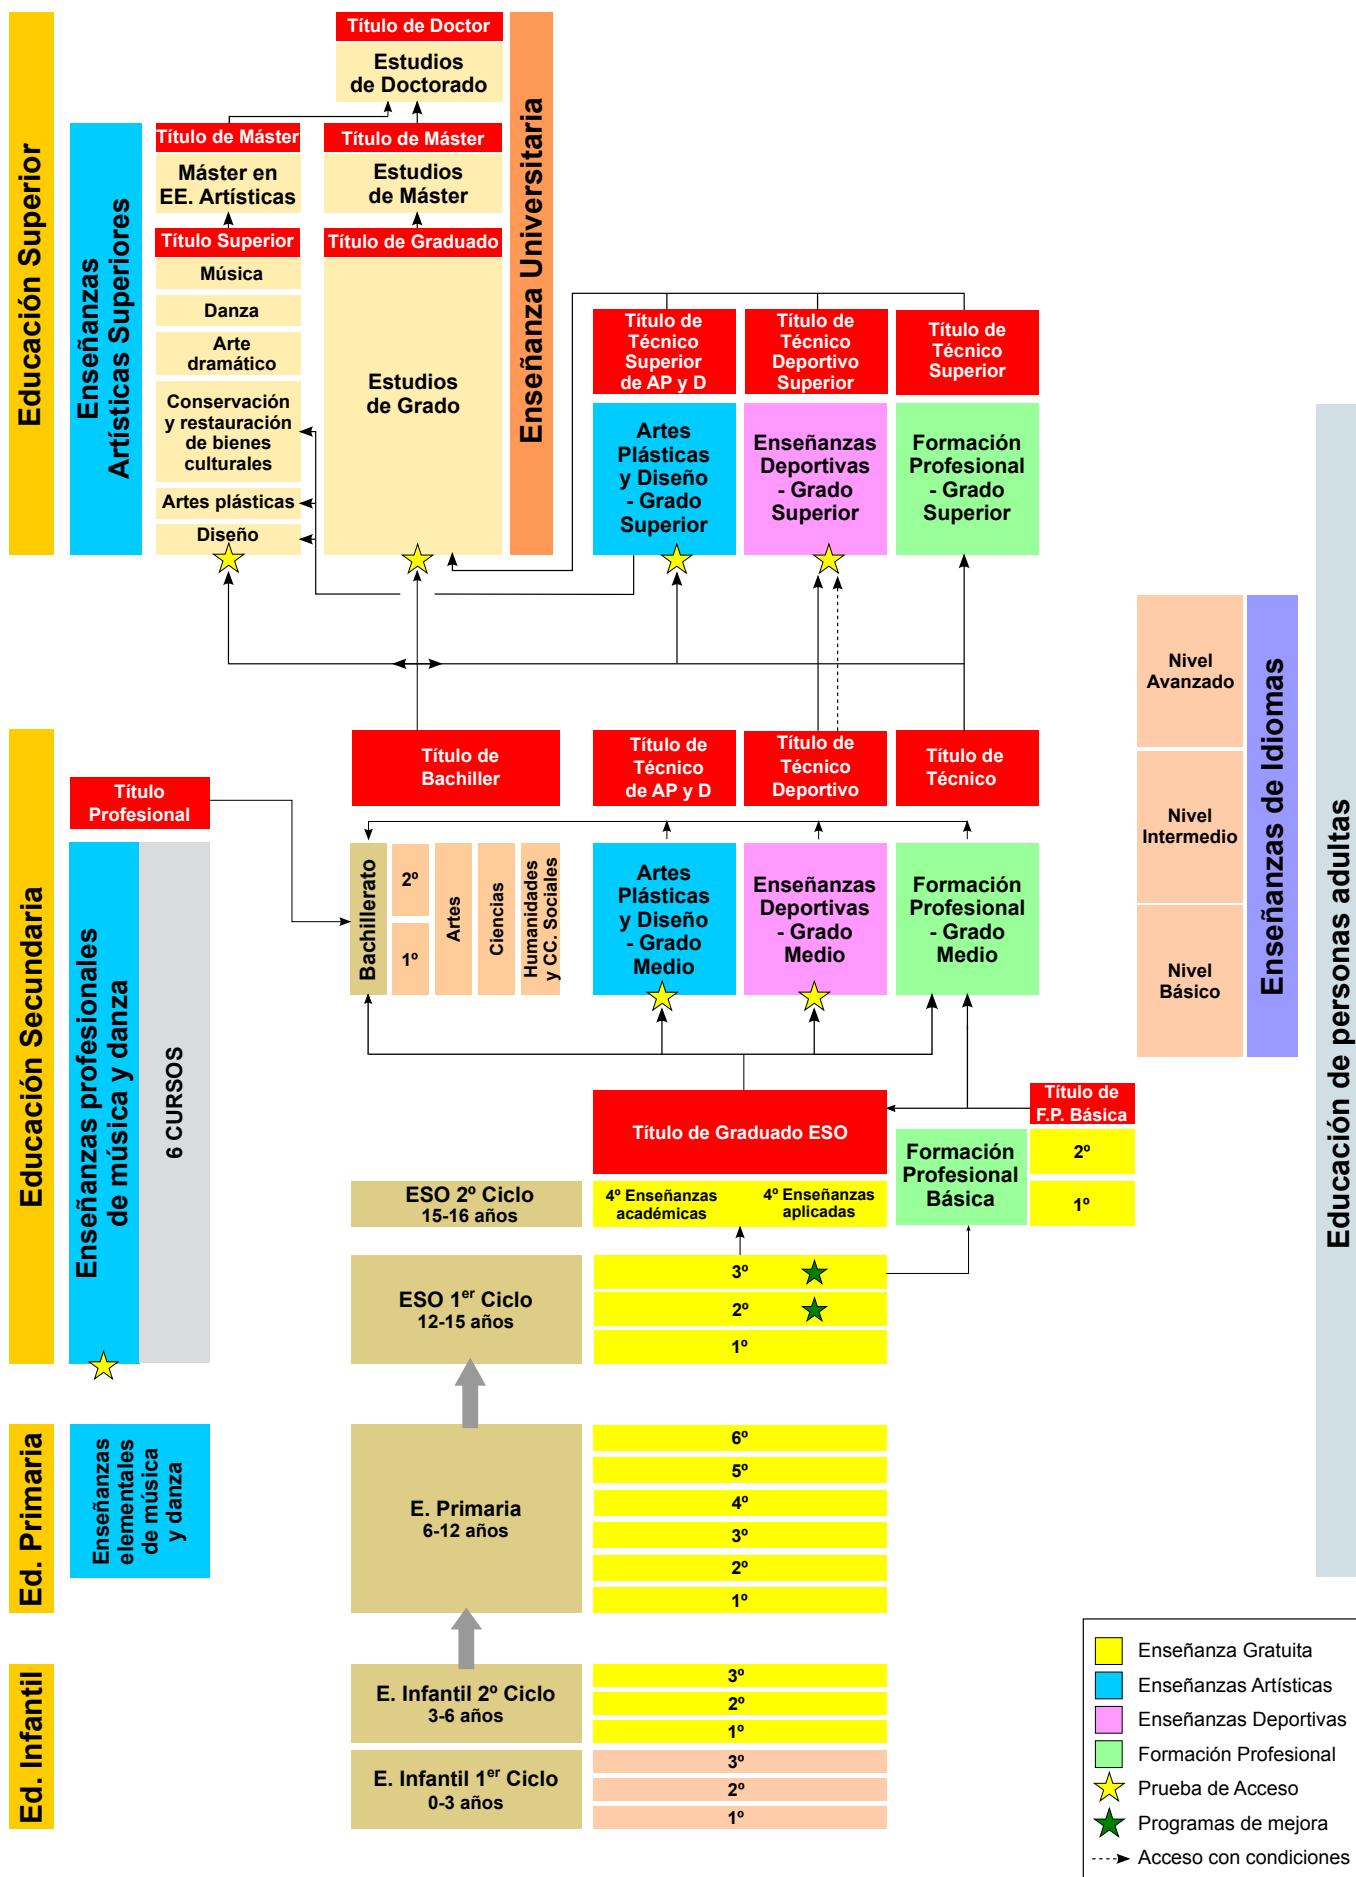 Educación Superior
Enseñanzas
Artísticas Superiores
Título de Doctor
Estudios
de Doctorado
Título de Máster
Máster en
EE. Artísticas
Título Superior
Música
Danza
Arte
dramático
Conservación
y restauración
de bienes
culturales
Artes plásticas
Diseño
Título de Máster
Estudios
de Máster
Título de Graduado
Estudios
de Grado
Enseñanza Universitaria
Título de
Técnico
Superior
de AP y D
Artes
Plásticas
y Diseño
- Grado
Superior
Título de
Técnico
Deportivo
Superior
Enseñanzas
Deportivas
- Grado
Superior
Título de
Técnico
Superior
Formación
Profesional
- Grado
Superior
Educación Secundaria
Título
Profesional
Enseñanzas profesionales
de música y danza
6 CURSOS
Título de
Bachiller
Bachillerato
2º
1º
Artes
Ciencias
Humanidades
y CC. Sociales
Título de
Técnico
de AP y D
Artes
Plásticas
y Diseño
- Grado
Medio
Título de
Técnico
Deportivo
Enseñanzas
Deportivas
- Grado
Medio
Título de
Técnico
Formación
Profesional
- Grado
Medio
Nivel
Avanzado
Nivel
Intermedio
Nivel
Básico
Enseñanzas de Idiomas
Educación de personas adultas
Título de Graduado ESO
Título de
F.P. Básica
Formación
Profesional
Básica
2º
1º
ESO 2º Ciclo
15-16 años
4º Enseñanzas
académicas
4º Enseñanzas
aplicadas
ESO 1er Ciclo
12-15 años
3º
2º
1º
Ed. Primaria
Enseñanzas
elementales
de música
y danza
E. Primaria
6-12 años
6º
5º
4º
3º
2º
1º
Ed. Infantil
E. Infantil 2º Ciclo
3-6 años
3º
2º
1º
E. Infantil 1er Ciclo
0-3 años
3º
2º
1º
Enseñanza Gratuita
Enseñanzas Artísticas
Enseñanzas Deportivas
Formación Profesional
Prueba de Acceso
Programas de mejora
Acceso con condiciones